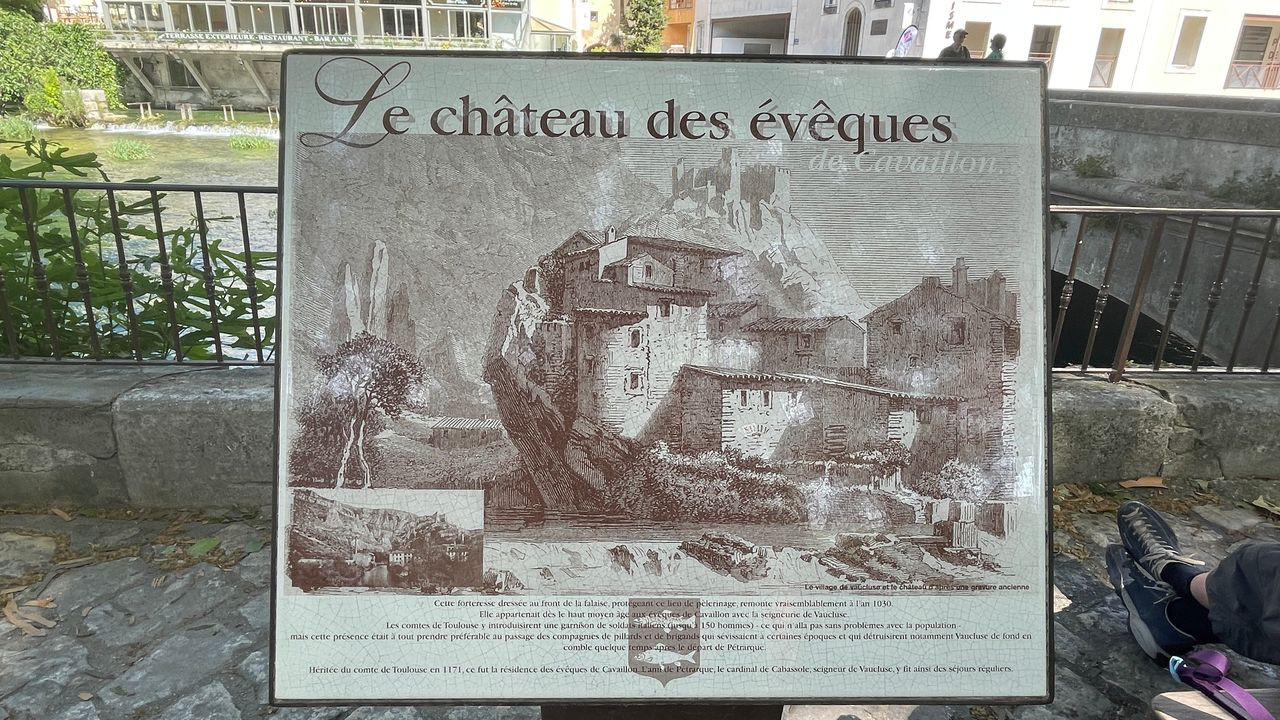 TERRASSE EXTERIEURE - RESTAURANT - BAR A VIN
Le château des évêques
de Cavaillon.
Le village de vaucluse et le château d'après une gravure ancienne
Cette forteresse dressée au front de la falaise, protégeant ce lieu de pèlerinage, remonte vraisemblablement à l'an 1030.
Elle appartenait dès le haut moyen âge aux évêques de Cavaillon avec la seigneurie de Vaucluse.
Les comtes de Toulouse y introduisirent une garnison de soldats italiens (jusqu'à 150 hommes) - ce qui n'alla pas sans problèmes avec la population -
mais cette présence était à tout prendre préférable au passage des compagnies de pillards et de brigands qui sévissaient à certaines époques et qui détruisirent notamment Vaucluse de fond en
comble quelque temps après le départ de Pétrarque.
Héritée du comte de Toulouse en 1171, ce fut la résidence des évêques de Cavaillon. L'ami de Pétrarque, le cardinal de Cabassole, seigneur de Vaucluse, y fit ainsi des séjours réguliers.